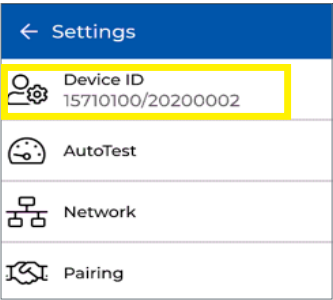 Settings
Device ID
15710100/20200002
AutoTest
Network
Pairing